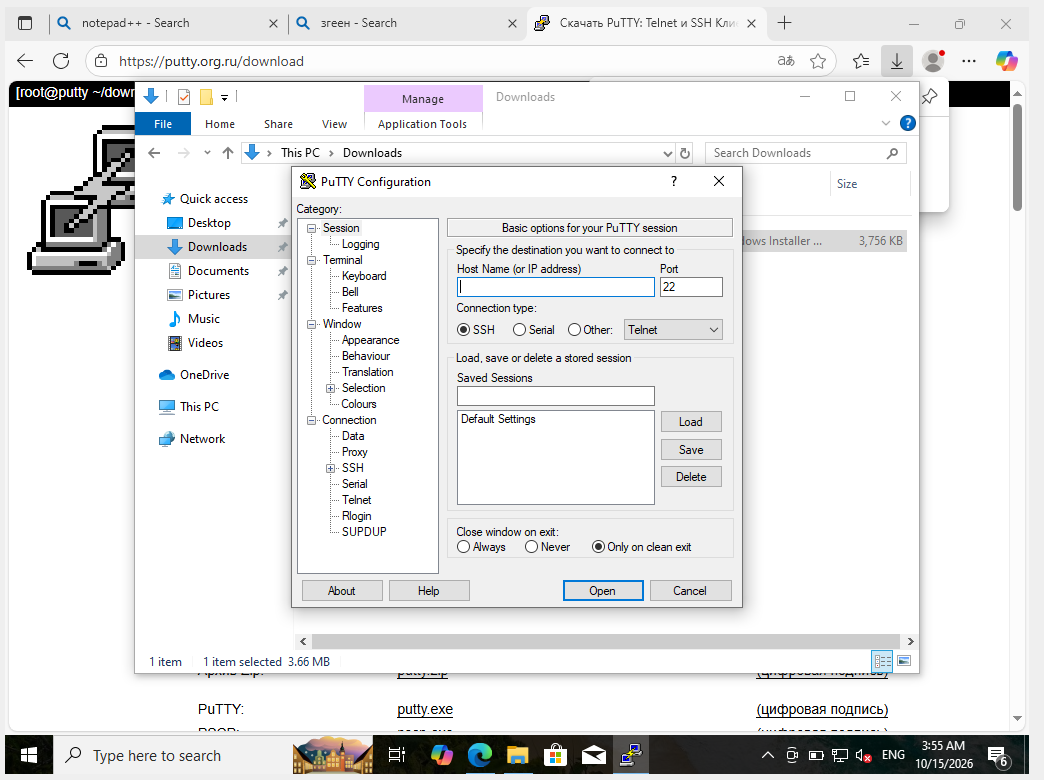 notepad++ - Search
згеен - Search
Скачать PuTTY: Telnet и SSH Кли
https://putty.org.ru/download
[root@putty ~/dow
Manage
Downloads
File
Home
Share
View
Application Tools
This PC
Downloads
Search Downloads
Size
Quick access
Desktop
Downloads
Documents
Pictures
Music
Videos
OneDrive
This PC
Network
dows Installer ...
3,756 KB
PuTTY Configuration
?
Category:
Session
Logging
Terminal
Keyboard
Bell
Features
Window
Appearance
Behaviour
Translation
Selection
Colours
Connection
Data
Proxy
SSH
Serial
Telnet
Rlogin
SUPDUP
Basic options for your PuTTY session
Specify the destination you want to connect to
Host Name (or IP address)
Port
22
Connection type:
SSH
Serial
Other:
Telnet
Load, save or delete a stored session
Saved Sessions
Default Settings
Load
Save
Delete
Close window on exit:
Always
Never
Only on clean exit
About
Help
Open
Cancel
1 item
1 item selected 3.66 MB
Архив Zip:
putty.zip
(цифровая подпись)
PuTTY:
putty.exe
(цифровая подпись)
Type here to search
ENG
3:55 AM
10/15/2026
6